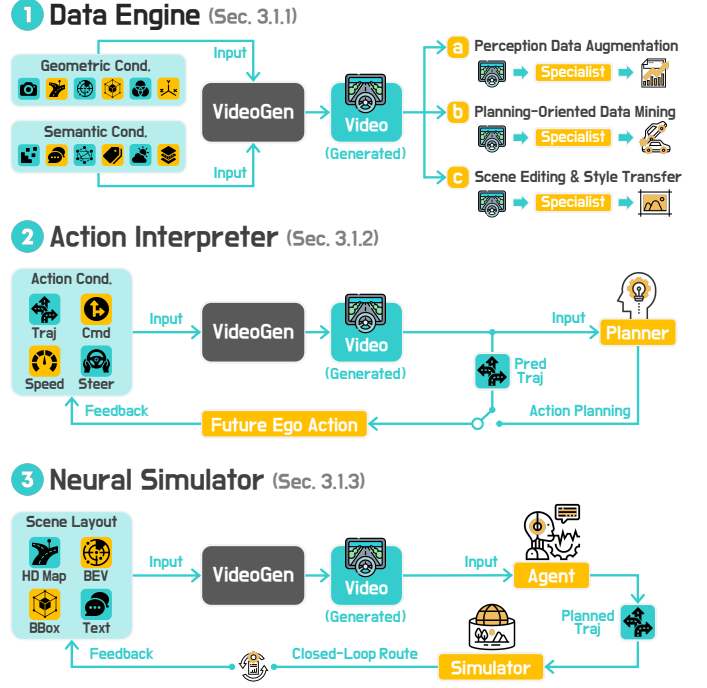 1 Data Engine (Sec. 3.1.1)
Geometric Cond.
Semantic Cond.
Input
Input
VideoGen
Video
(Generated)
a Perception Data Augmentation
Specialist
b Planning-Oriented Data Mining
Specialist
c Scene Editing & Style Transfer
Specialist
2 Action Interpreter (Sec. 3.1.2)
Action Cond.
Traj Cmd
Speed Steer
Input
VideoGen
Video
(Generated)
Input
Planner
Pred
Traj
Action Planning
Future Ego Action
Feedback
3 Neural Simulator (Sec. 3.1.3)
Scene Layout
HD Map BEV
BBox Text
Input
VideoGen
Video
(Generated)
Input
Agent
Planned
Traj
Simulator
Closed-Loop Route
Feedback